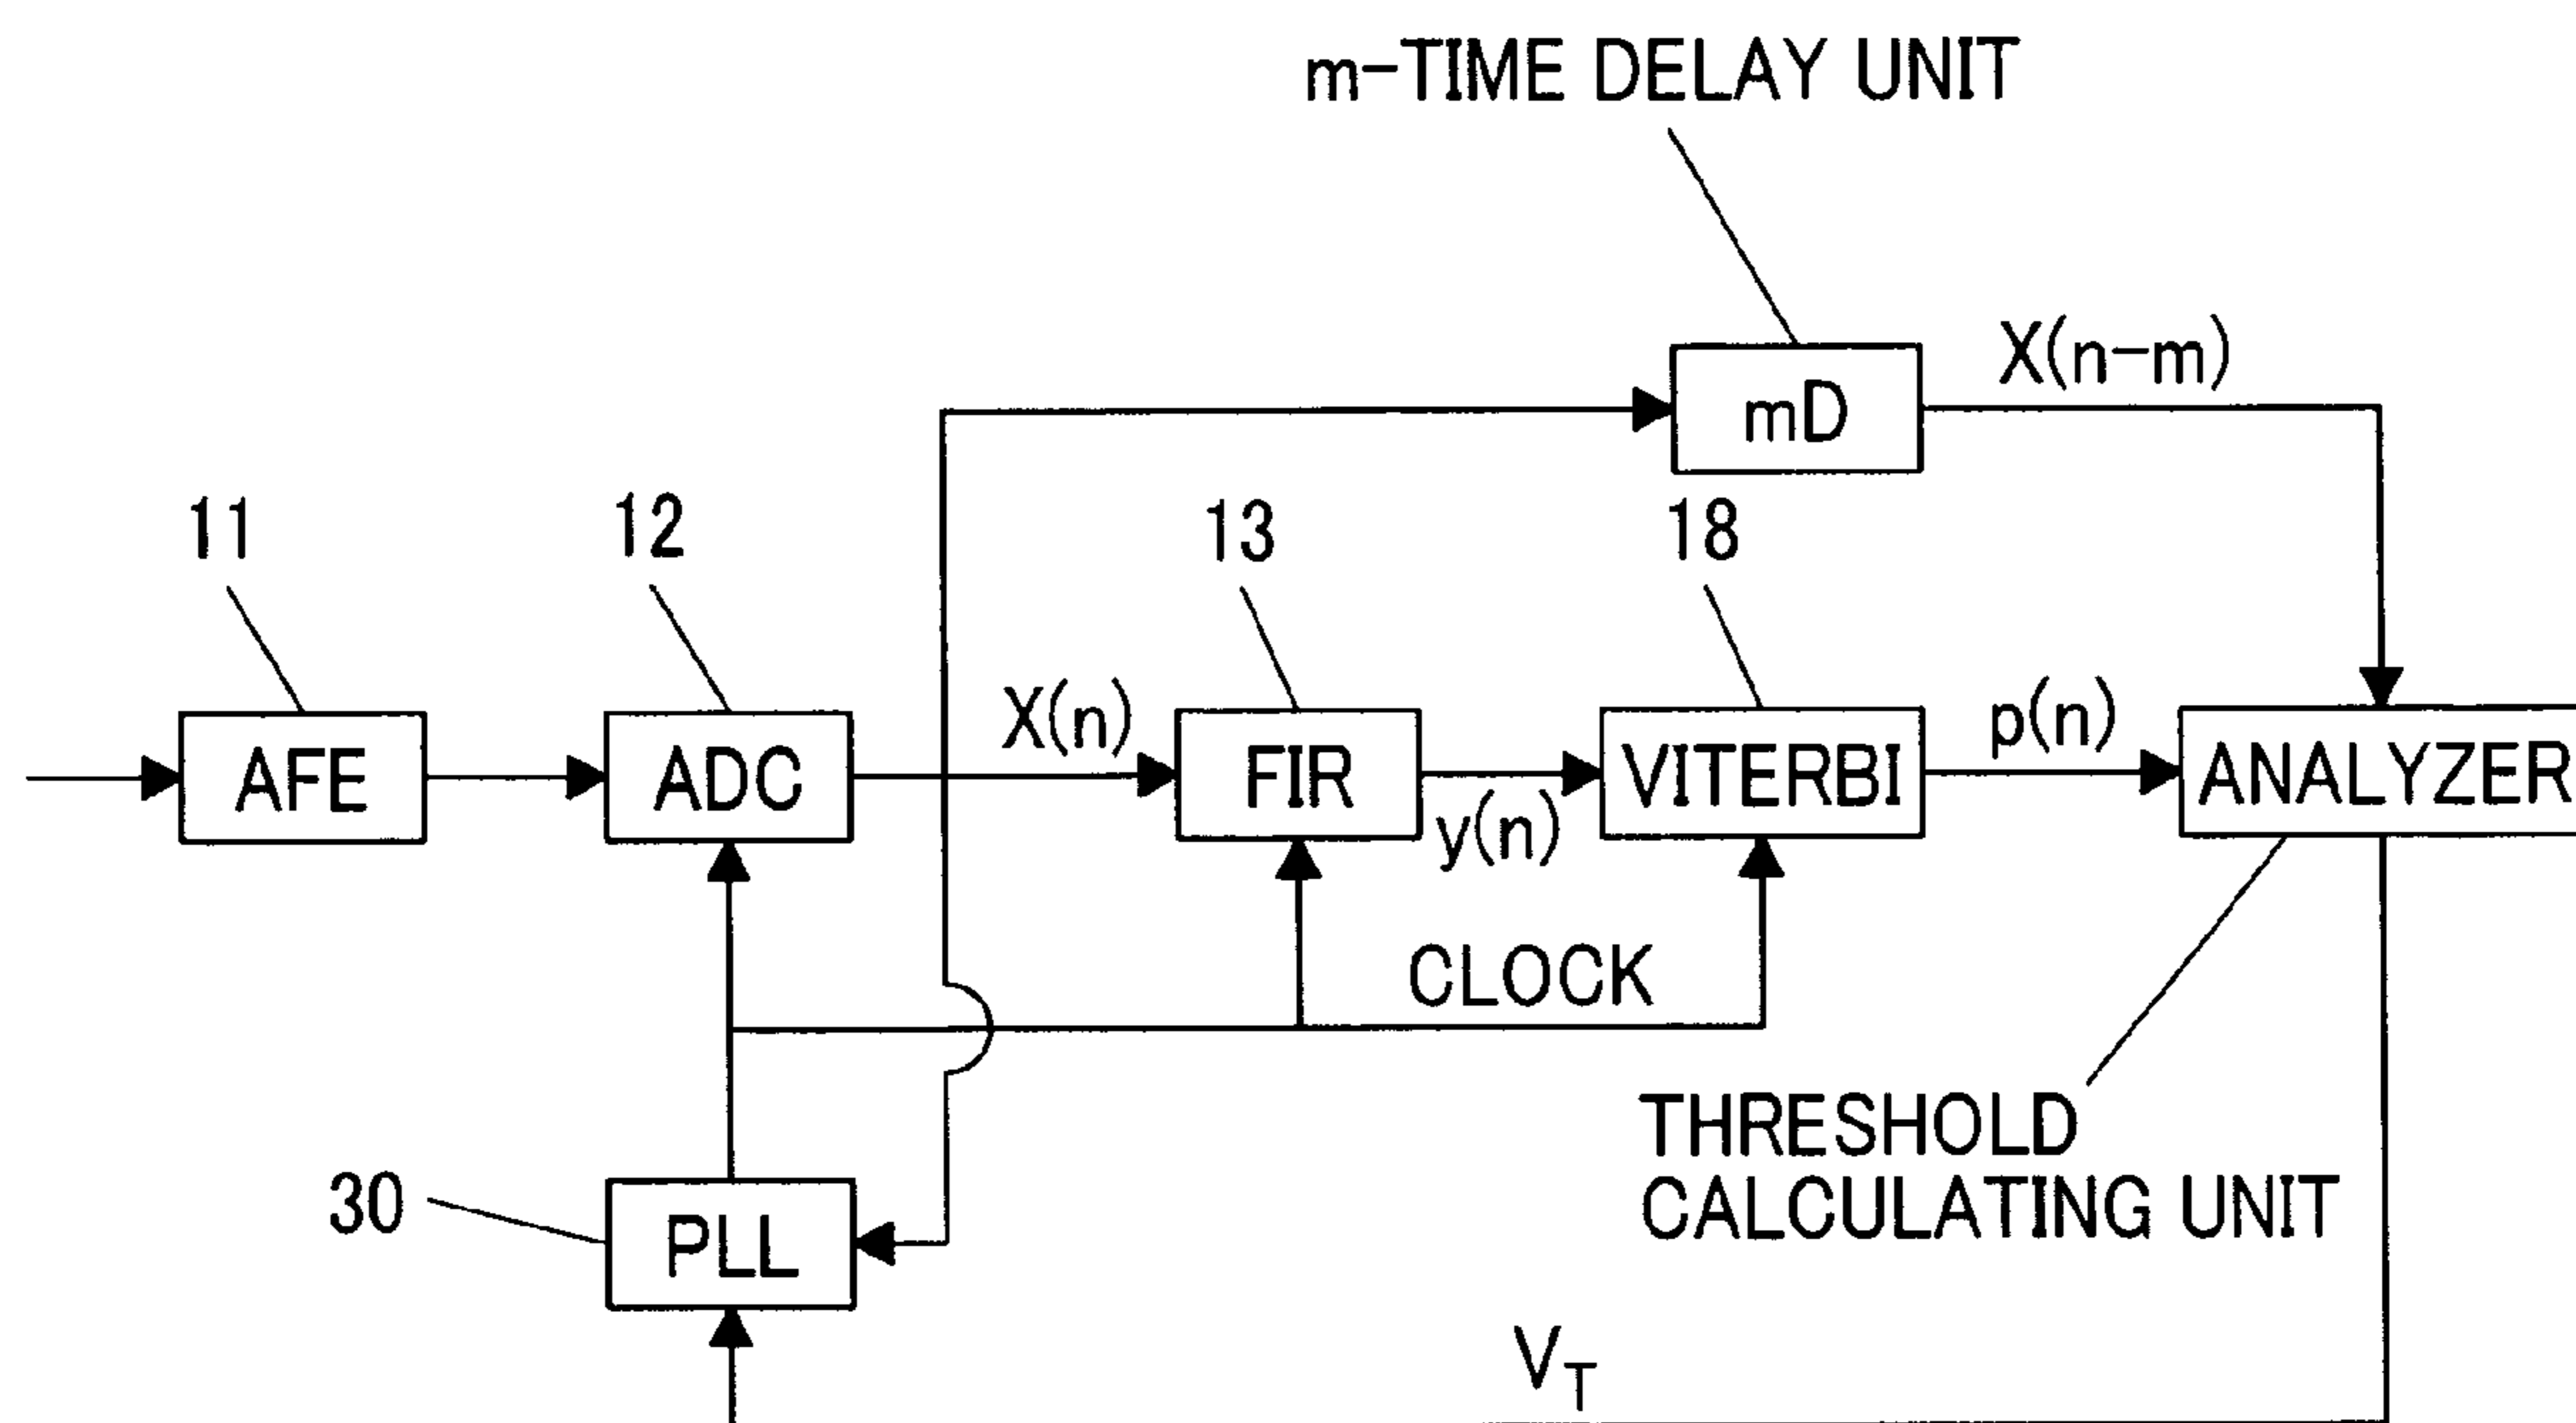 m-TIME DELAY UNIT
X(n-m)
mD
11
12
13
18
X(n)
p(n)
AFE
ADC
FIR
y(n)
VITERBI
ANALYZER
CLOCK
THRESHOLD
CALCULATING UNIT
30
PLL
V_T